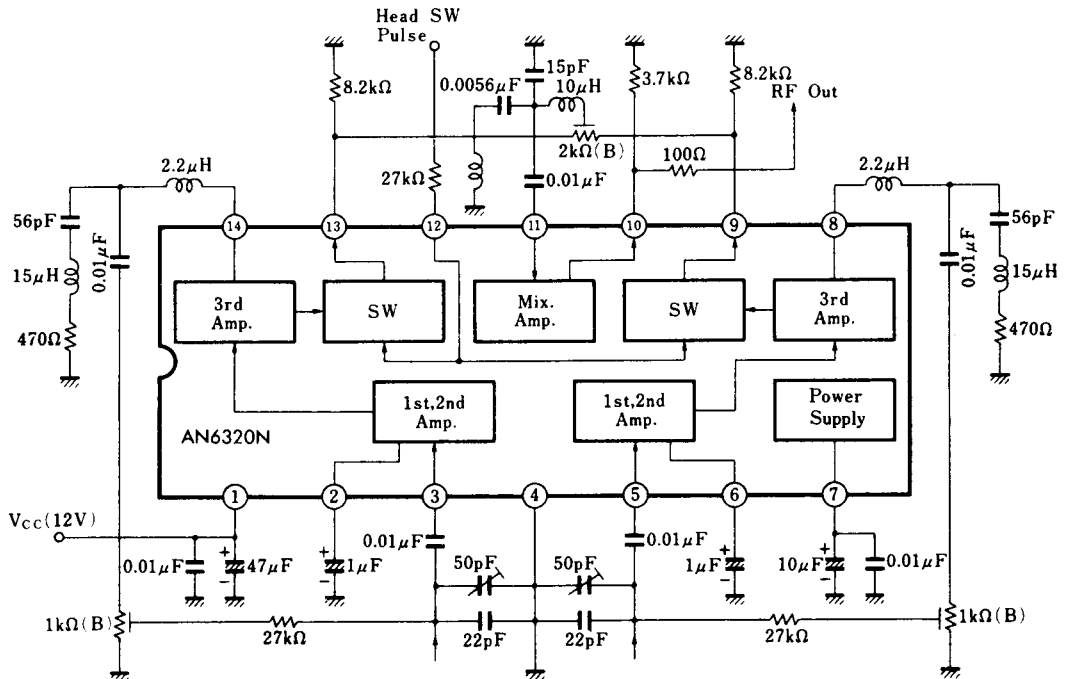 Head SW
Pulse
8.2kΩ
0.0056μF
15pF
10μH
3.7kΩ
8.2kΩ
RF Out
2kΩ(B)
100Ω
2.2μH
27kΩ
0.01μF
2.2μH
56pF
0.01μF
15μH
470Ω
56pF
0.01μF
15μH
470Ω
14
13
12
11
10
9
8
3rd
Amp.
SW
Mix.
Amp.
SW
3rd
Amp.
1st,2nd
Amp.
1st,2nd
Amp.
Power
Supply
AN6320N
1
2
3
4
5
6
7
VCC(12V)
0.01μF
+
47μF
-
+
1μF
-
0.01μF
50pF
50pF
0.01μF
1μF
+
-
10μF
+
-
0.01μF
1kΩ(B)
27kΩ
22pF
22pF
27kΩ
1kΩ(B)